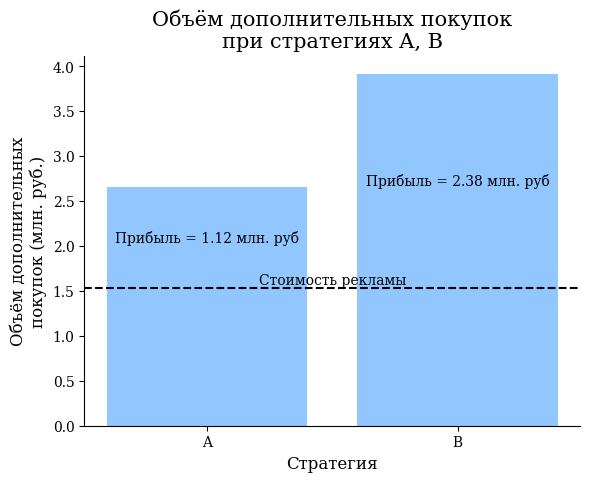 Объём дополнительных покупок
при стратегиях A, B
Объём дополнительных
покупок (млн. руб.)
4.0
3.5
3.0
2.5
2.0
1.5
1.0
0.5
0.0
Прибыль = 1.12 млн. руб
Прибыль = 2.38 млн. руб
Стоимость рекламы
A
B
Стратегия